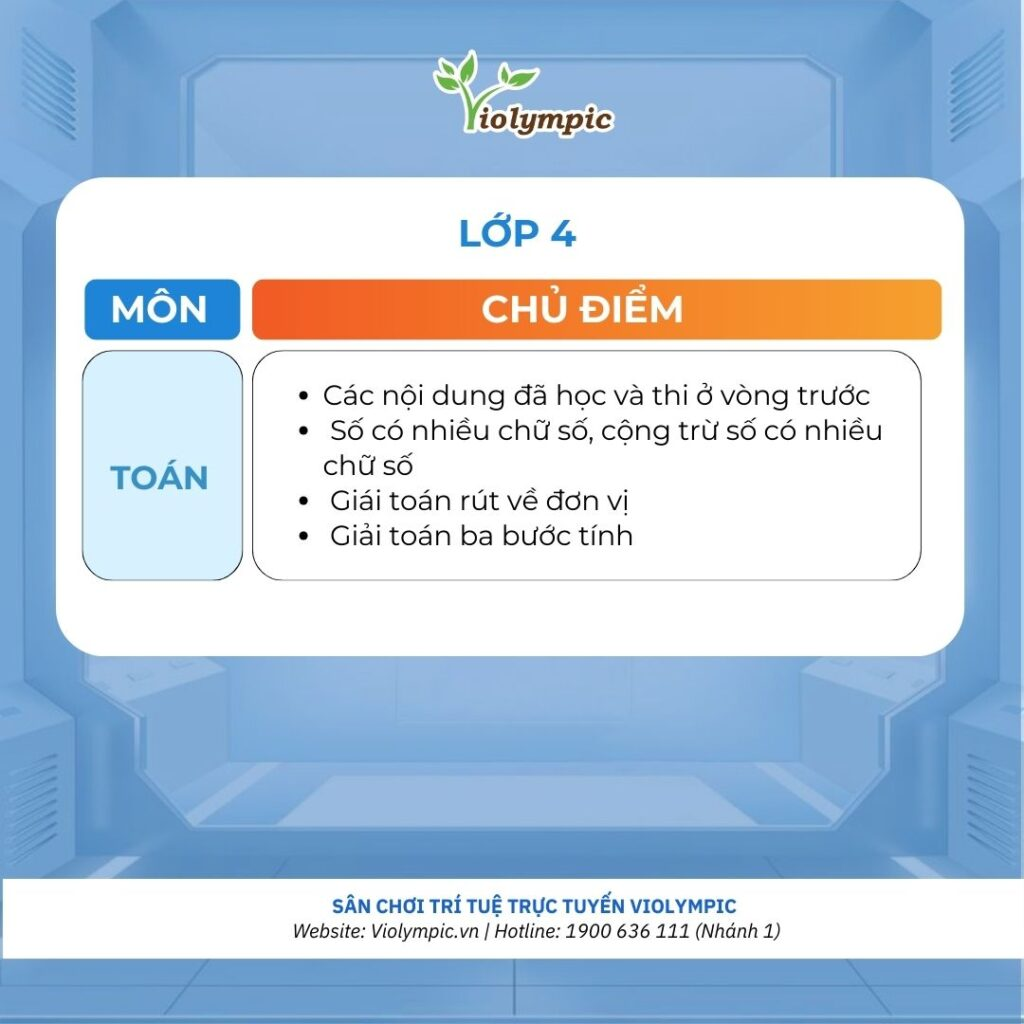 Violympic
LỚP 4
MÔN
CHỦ ĐIỂM
TOÁN
• Các nội dung đã học và thi ở vòng trước
• Số có nhiều chữ số, cộng trừ số có nhiều
chữ số
• Giái toán rút về đơn vị
• Giải toán ba bước tính
SÂN CHƠI TRÍ TUỆ TRỰC TUYẾN VIOLYMPIC
Website: Violympic.vn | Hotline: 1900 636 111 (Nhánh 1)